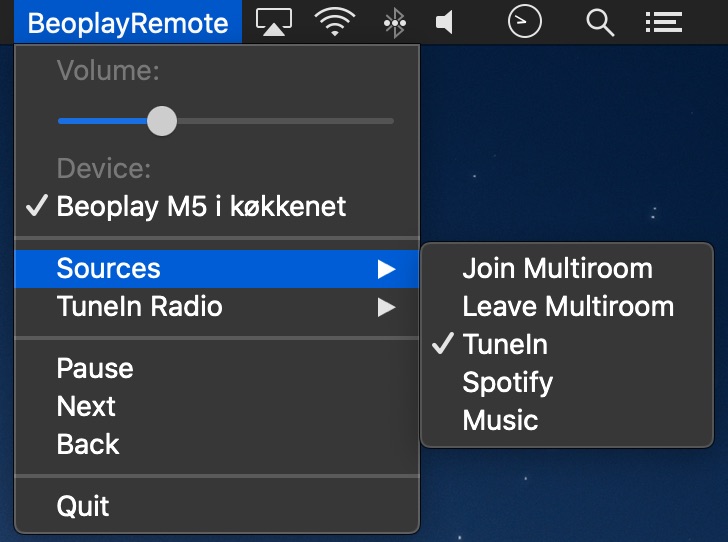 BeoplayRemote
Volume:
Device:
Beoplay M5 i køkkenet
Sources
TuneIn Radio
Pause
Next
Back
Quit
Join Multiroom
Leave Multiroom
TuneIn
Spotify
Music